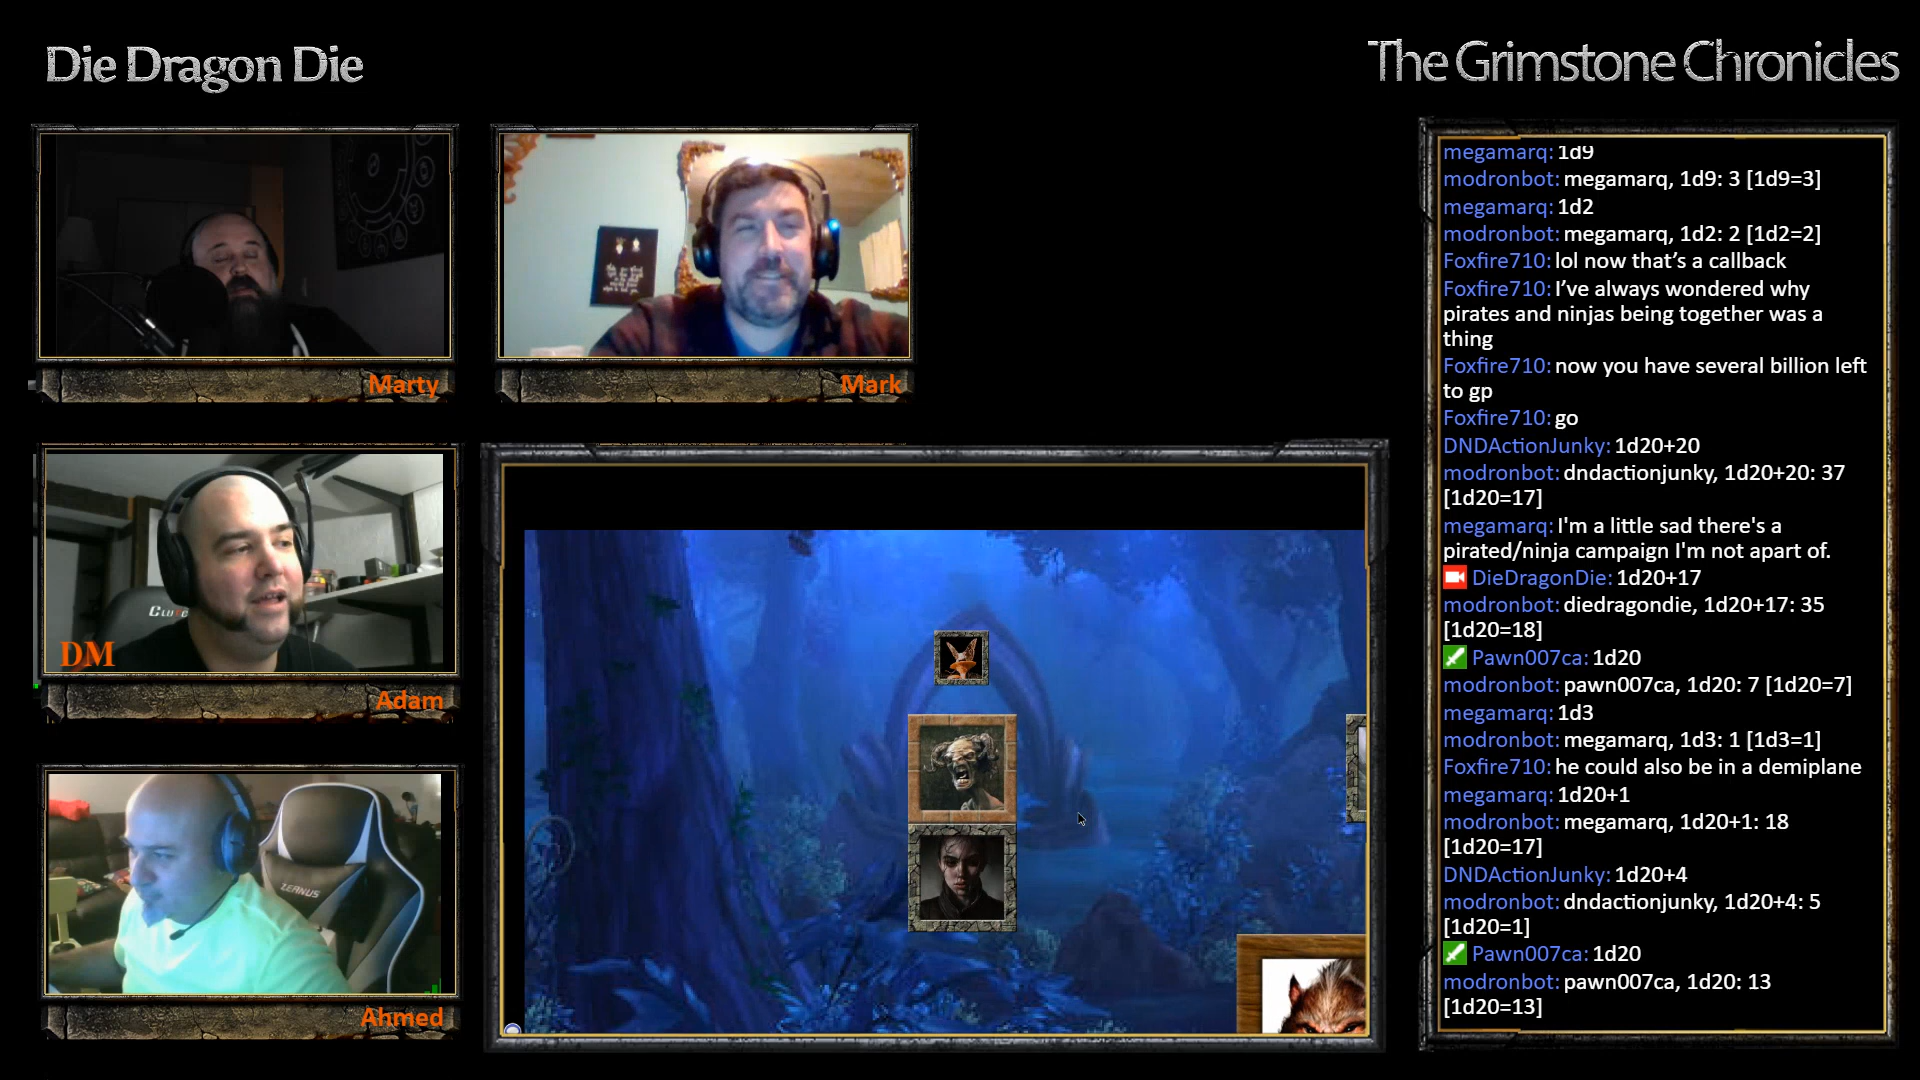 Die Dragon Die
The Grimstone Chronicles
Marty
Mark
CLUTC
DM
Adam
ZERNUS
Ahmed
megamarq: 1d9
modronbot: megamarq, 1d9: 3 [1d9=3]
megamarq: 1d2
modronbot: megamarq, 1d2: 2 [1d2=2]
Foxfire710: lol now that’s a callback
Foxfire710: I’ve always wondered why
pirates and ninjas being together was a
thing
Foxfire710: now you have several billion left
to gp
Foxfire710: go
DNDActionJunky: 1d20+20
modronbot: dndactionjunky, 1d20+20: 37
[1d20=17]
megamarq: I'm a little sad there's a
pirated/ninja campaign I'm not apart of.
DieDragonDie: 1d20+17
modronbot: diedragondie, 1d20+17: 35
[1d20=18]
Pawn007ca: 1d20
modronbot: pawn007ca, 1d20: 7 [1d20=7]
megamarq: 1d3
modronbot: megamarq, 1d3: 1 [1d3=1]
Foxfire710: he could also be in a demiplane
megamarq: 1d20+1
modronbot: megamarq, 1d20+1: 18
[1d20=17]
DNDActionJunky: 1d20+4
modronbot: dndactionjunky, 1d20+4: 5
[1d20=1]
Pawn007ca: 1d20
modronbot: pawn007ca, 1d20: 13
[1d20=13]